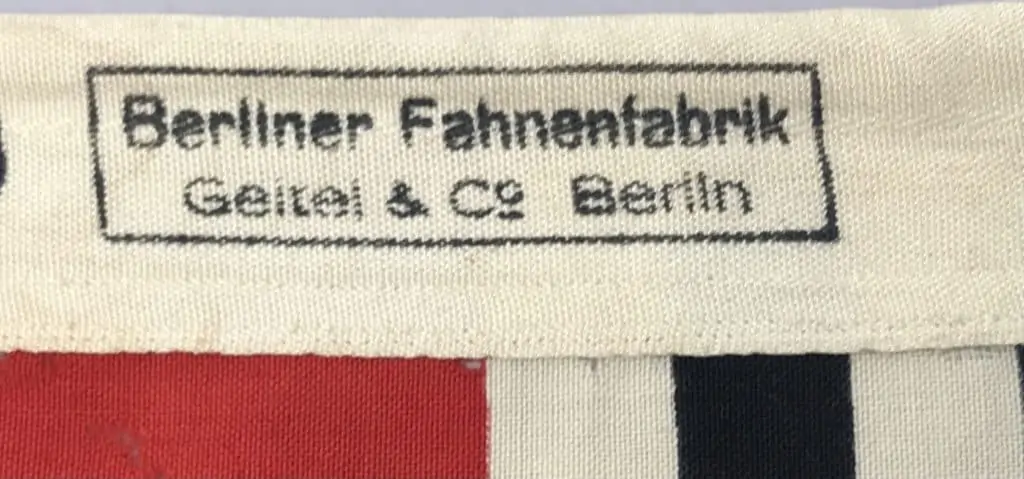 Berliner Fahnenfabrik
Geitel & Cº Berlin